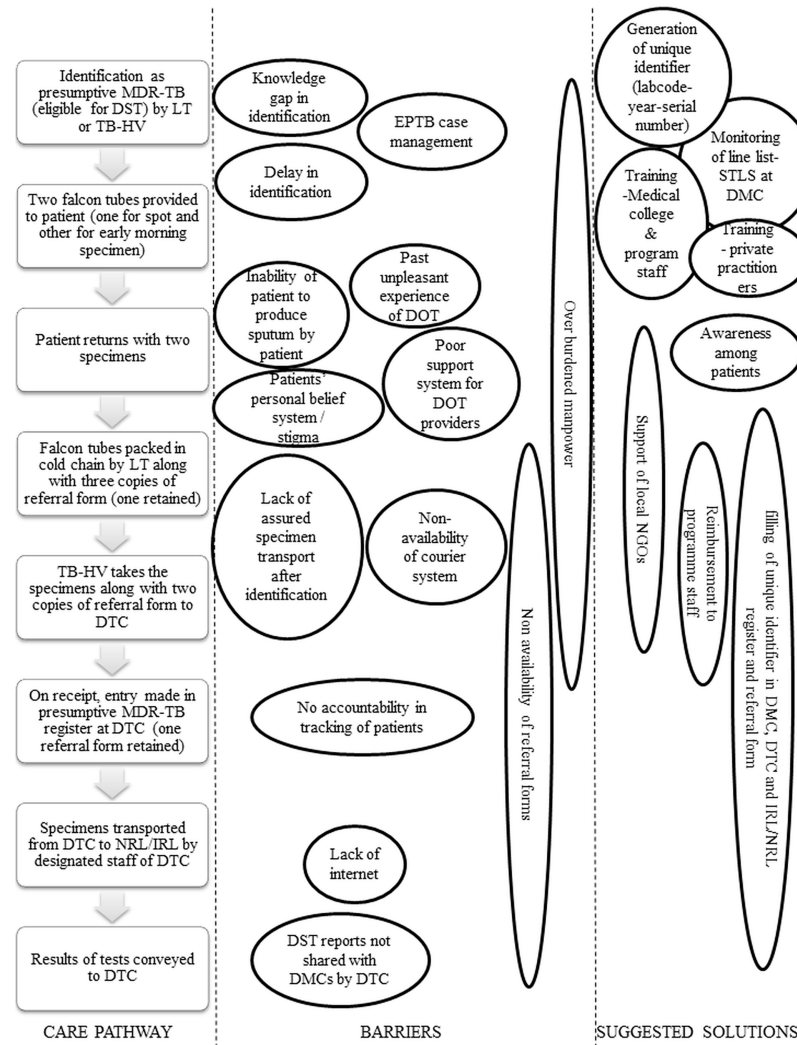 Identification as
presumptive MDR-TB
(eligible for DST) by LT
or TB-HV
Two falcon tubes provided
to patient (one for spot and
other for early morning
specimen)
Patient returns with two
specimens
Falcon tubes packed in
cold chain by LT along
with three copies of
referral form (one retained)
TB-HV takes the
specimens along with two
copies of referral form to
DTC
On receipt, entry made in
presumptive MDR-TB
register at DTC (one
referral form retained)
Specimens transported
from DTC to NRL/IRL by
designated staff of DTC
Results of tests conveyed
to DTC
CARE PATHWAY
Knowledge
gap in
identification
EPTB case
management
Delay in
identification
Past
unpleasant
experience
of DOT
Inability of
patient to
produce
sputum by
patient
Poor
support
system for
DOT
providers
Patients'
personal belief
system /
stigma
Lack of
assured
specimen
transport
after
identification
Non-
availability
of courier
system
No accountability in
tracking of patients
Lack of
internet
DST reports not
shared with
DMCs by DTC
Over burdened manpower
Non availability of referral forms
BARRIERS
Generation
of unique
identifier
(labcode-
year-serial
number)
Monitoring
of line list-
STLS at
DMC
Training
-Medical
college
&
program
staff
Training
- private
practition
ers
Awareness
among
patients
Support of local NGOs
Reimbursement to
programme staff
filling of unique identifier in DMC, DTC and IRL/NRL
register and referral form
SUGGESTED SOLUTIONS